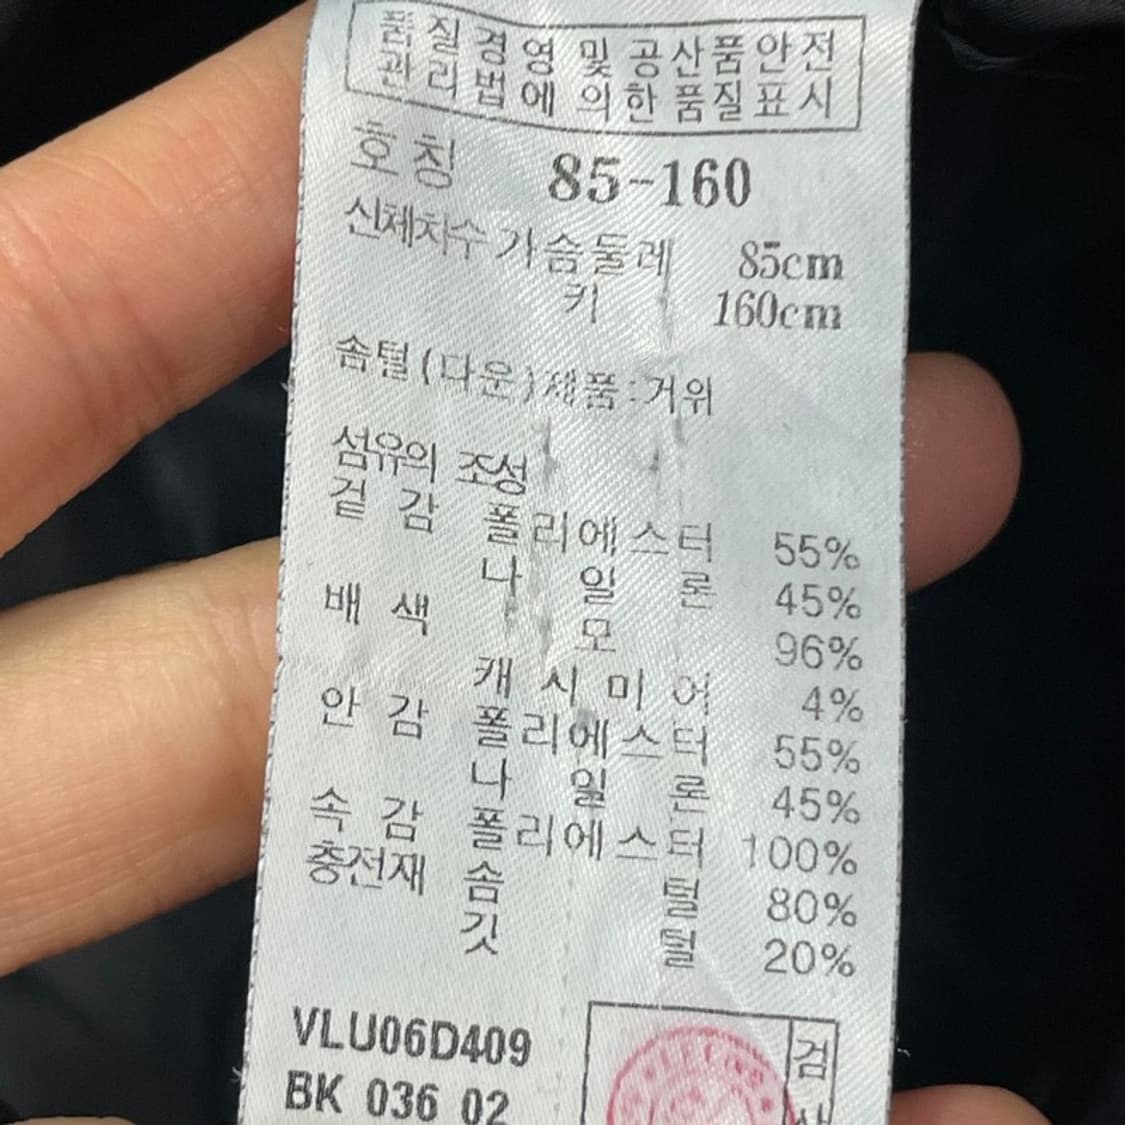 품질경영 및 공산품안전
관리법에 의한 품질표시
호칭 85-160
신체치수 가슴둘레 85cm
키 160cm
솜털(다운)제품:거위
섬유의 조성
겉감 폴리에스터 55%
나일론 45%
배색 모 96%
캐시미어 4%
안감 폴리에스터 55%
나일론 45%
속감 폴리에스터 100%
충전재 솜털 80%
깃털 20%
VLU06D409
BK 036 02
검